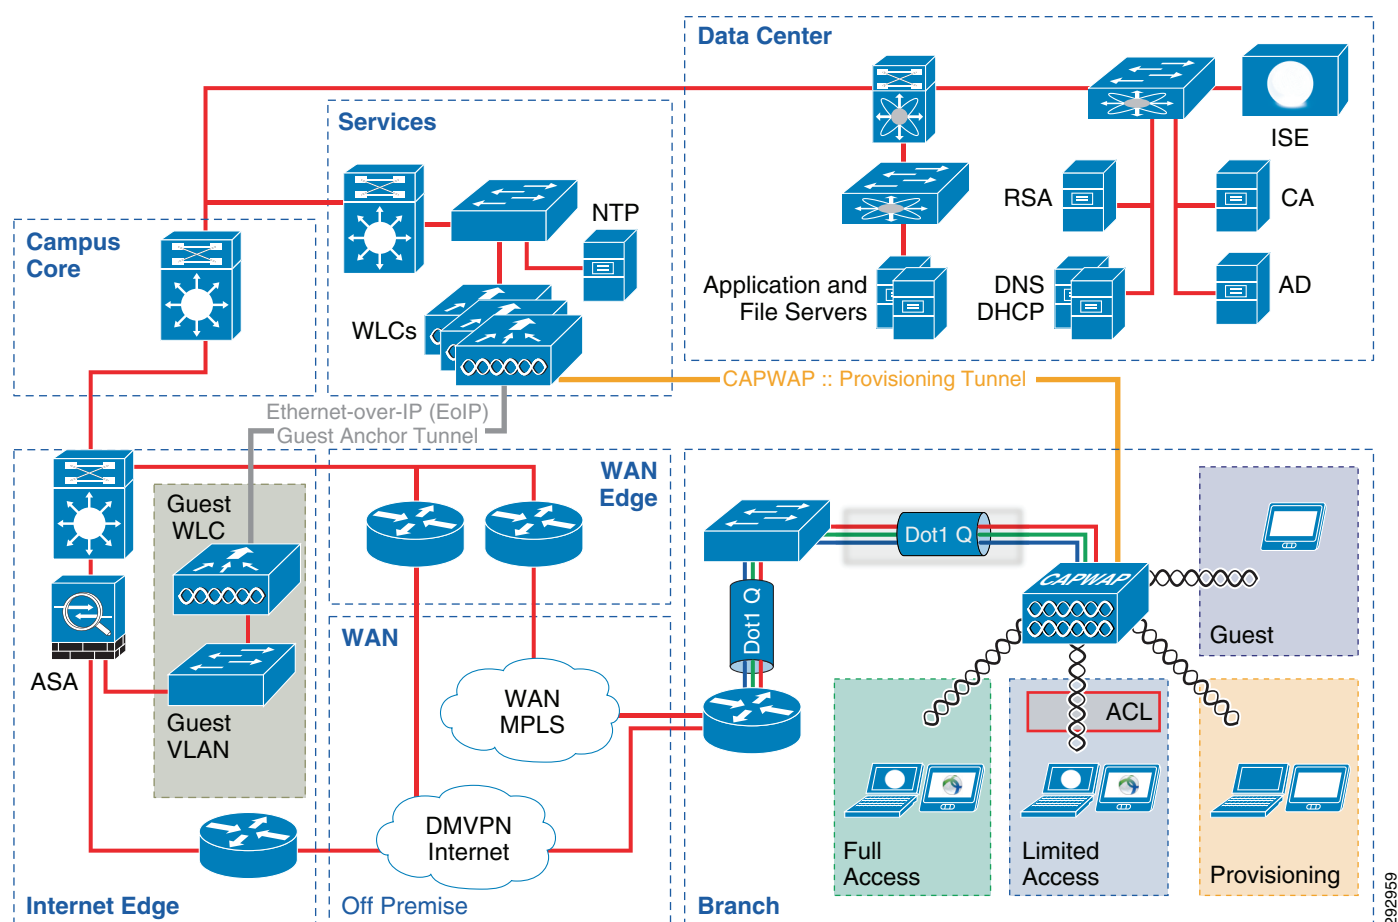 Data Center
ISE
RSA
CA
Application and
File Servers
DNS
DHCP
AD
Services
NTP
WLCs
Campus
Core
CAPWAP :: Provisioning Tunnel
Ethernet-over-IP (EoIP)
Guest Anchor Tunnel
Guest
WLC
ASA
Guest
VLAN
Internet Edge
WAN
Edge
WAN
WAN
MPLS
DMVPN
Internet
Off Premise
Dot1 Q
Dot1 Q
CAPWAP
Guest
ACL
Full
Access
Limited
Access
Provisioning
Branch
292959